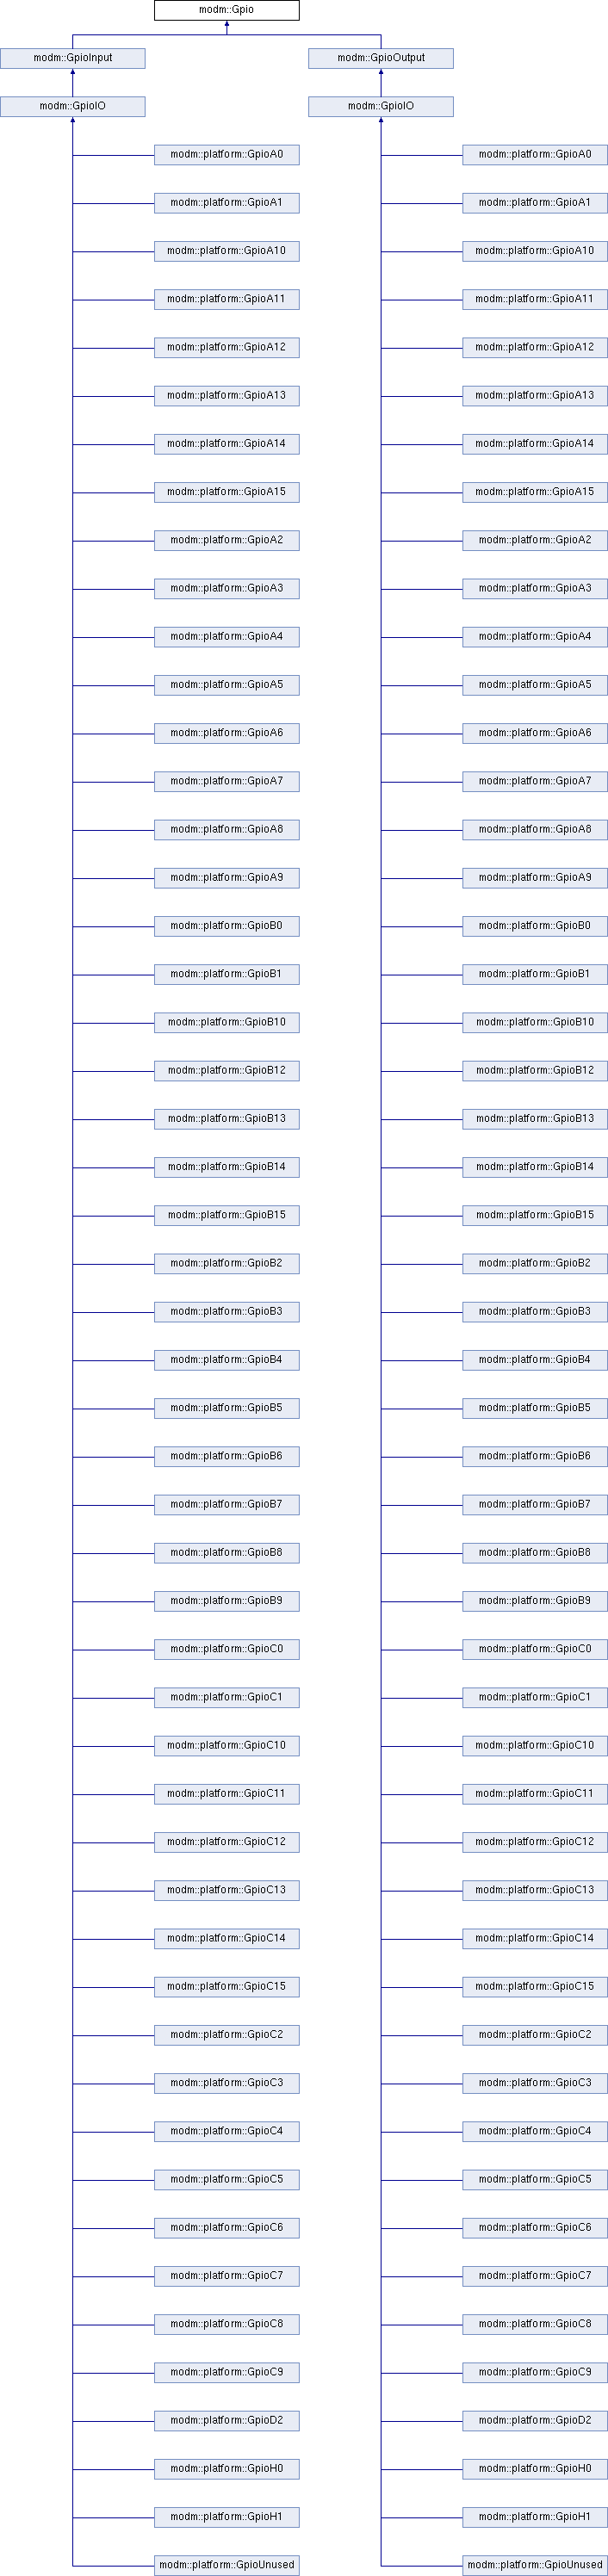 modm::Gpio
modm::GpioInput modm::GpioOutput
modm::GpioIO modm::GpioIO
modm::platform::GpioA0 modm::platform::GpioA0
modm::platform::GpioA1 modm::platform::GpioA1
modm::platform::GpioA10 modm::platform::GpioA10
modm::platform::GpioA11 modm::platform::GpioA11
modm::platform::GpioA12 modm::platform::GpioA12
modm::platform::GpioA13 modm::platform::GpioA13
modm::platform::GpioA14 modm::platform::GpioA14
modm::platform::GpioA15 modm::platform::GpioA15
modm::platform::GpioA2 modm::platform::GpioA2
modm::platform::GpioA3 modm::platform::GpioA3
modm::platform::GpioA4 modm::platform::GpioA4
modm::platform::GpioA5 modm::platform::GpioA5
modm::platform::GpioA6 modm::platform::GpioA6
modm::platform::GpioA7 modm::platform::GpioA7
modm::platform::GpioA8 modm::platform::GpioA8
modm::platform::GpioA9 modm::platform::GpioA9
modm::platform::GpioB0 modm::platform::GpioB0
modm::platform::GpioB1 modm::platform::GpioB1
modm::platform::GpioB10 modm::platform::GpioB10
modm::platform::GpioB12 modm::platform::GpioB12
modm::platform::GpioB13 modm::platform::GpioB13
modm::platform::GpioB14 modm::platform::GpioB14
modm::platform::GpioB15 modm::platform::GpioB15
modm::platform::GpioB2 modm::platform::GpioB2
modm::platform::GpioB3 modm::platform::GpioB3
modm::platform::GpioB4 modm::platform::GpioB4
modm::platform::GpioB5 modm::platform::GpioB5
modm::platform::GpioB6 modm::platform::GpioB6
modm::platform::GpioB7 modm::platform::GpioB7
modm::platform::GpioB8 modm::platform::GpioB8
modm::platform::GpioB9 modm::platform::GpioB9
modm::platform::GpioC0 modm::platform::GpioC0
modm::platform::GpioC1 modm::platform::GpioC1
modm::platform::GpioC10 modm::platform::GpioC10
modm::platform::GpioC11 modm::platform::GpioC11
modm::platform::GpioC12 modm::platform::GpioC12
modm::platform::GpioC13 modm::platform::GpioC13
modm::platform::GpioC14 modm::platform::GpioC14
modm::platform::GpioC15 modm::platform::GpioC15
modm::platform::GpioC2 modm::platform::GpioC2
modm::platform::GpioC3 modm::platform::GpioC3
modm::platform::GpioC4 modm::platform::GpioC4
modm::platform::GpioC5 modm::platform::GpioC5
modm::platform::GpioC6 modm::platform::GpioC6
modm::platform::GpioC7 modm::platform::GpioC7
modm::platform::GpioC8 modm::platform::GpioC8
modm::platform::GpioC9 modm::platform::GpioC9
modm::platform::GpioD2 modm::platform::GpioD2
modm::platform::GpioH0 modm::platform::GpioH0
modm::platform::GpioH1 modm::platform::GpioH1
modm::platform::GpioUnused modm::platform::GpioUnused